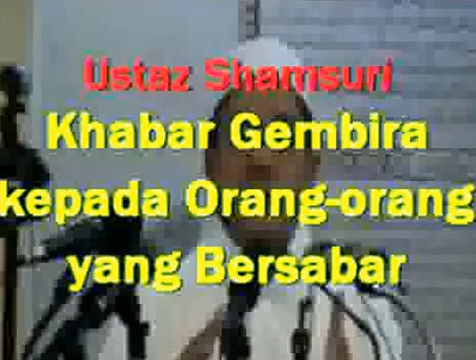 Ustaz Shamsuri
Khabar Gembira
kepada Orang-orang
yang Bersabar